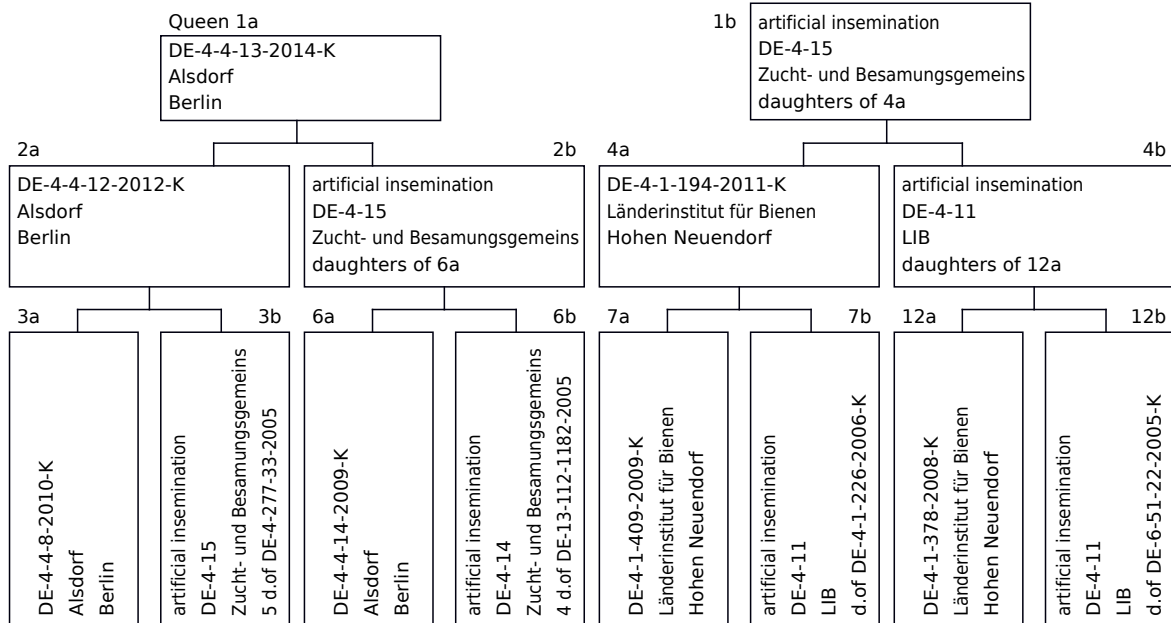 Queen 1a
DE-4-4-13-2014-K
Alsdorf
Berlin
1b
artificial insemination
DE-4-15
Zucht- und Besamungsgemeins
daughters of 4a
2a
DE-4-4-12-2012-K
Alsdorf
Berlin
2b
artificial insemination
DE-4-15
Zucht- und Besamungsgemeins
daughters of 6a
4a
DE-4-1-194-2011-K
Länderinstitut für Bienen
Hohen Neuendorf
4b
artificial insemination
DE-4-11
LIB
daughters of 12a
3a
DE-4-4-8-2010-K
Alsdorf
Berlin
3b
artificial insemination
DE-4-15
Zucht- und Besamungsgemeins
5 d.of DE-4-277-33-2005
6a
DE-4-4-14-2009-K
Alsdorf
Berlin
6b
artificial insemination
DE-4-14
Zucht- und Besamungsgemeins
4 d.of DE-13-112-1182-2005
7a
DE-4-1-409-2009-K
Länderinstitut für Bienen
Hohen Neuendorf
7b
artificial insemination
DE-4-11
LIB
d.of DE-4-1-226-2006-K
12a
DE-4-1-378-2008-K
Länderinstitut für Bienen
Hohen Neuendorf
12b
artificial insemination
DE-4-11
LIB
d.of DE-6-51-22-2005-K